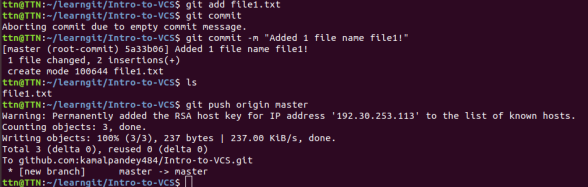 ttn@TTN:~/learngit/Intro-to-VCS$ git add file1.txt
ttn@TTN:~/learngit/Intro-to-VCS$ git commit
Aborting commit due to empty commit message.
ttn@TTN:~/learngit/Intro-to-VCS$ git commit -m "Added 1 file name file1!"
[master (root-commit) 5a33b06] Added 1 file name file1!
 1 file changed, 2 insertions(+)
 create mode 100644 file1.txt
ttn@TTN:~/learngit/Intro-to-VCS$ ls
file1.txt
ttn@TTN:~/learngit/Intro-to-VCS$ git push origin master
Warning: Permanently added the RSA host key for IP address '192.30.253.113' to the list of known hosts.
Counting objects: 3, done.
Writing objects: 100% (3/3), 237 bytes | 237.00 KiB/s, done.
Total 3 (delta 0), reused 0 (delta 0)
To github.com:kamalpandey484/Intro-to-VCS.git
 * [new branch]      master -> master
ttn@TTN:~/learngit/Intro-to-VCS$